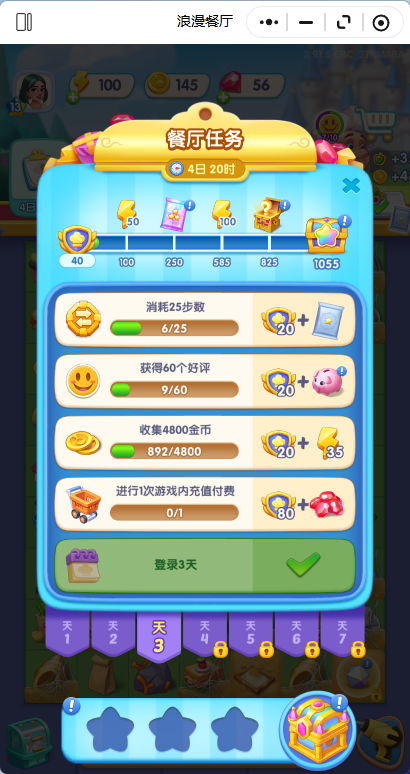 浪漫餐厅
100
145
56
13
7/10
餐厅任务
4日 20时
50
100
40
100
250
585
825
1055
消耗25步数
6/25
20
获得60个好评
9/60
20
收集4800金币
892/4800
20
35
进行1次游戏内充值付费
0/1
80
登录3天
天 1
天 2
天 3
天 4
天 5
天 6
天 7